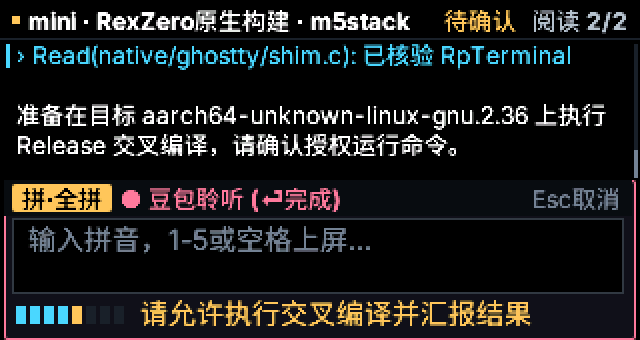 mini · RexZero原生构建 · m5stack 待确认 阅读 2/2
› Read(native/ghostty/shim.c): 已核验 RpTerminal
准备在目标 aarch64-unknown-linux-gnu.2.36 上执行
Release 交叉编译，请确认授权运行命令。
拼·全拼 ● 豆包聆听 (↵完成) Esc取消
输入拼音，1-5或空格上屏...
请允许执行交叉编译并汇报结果